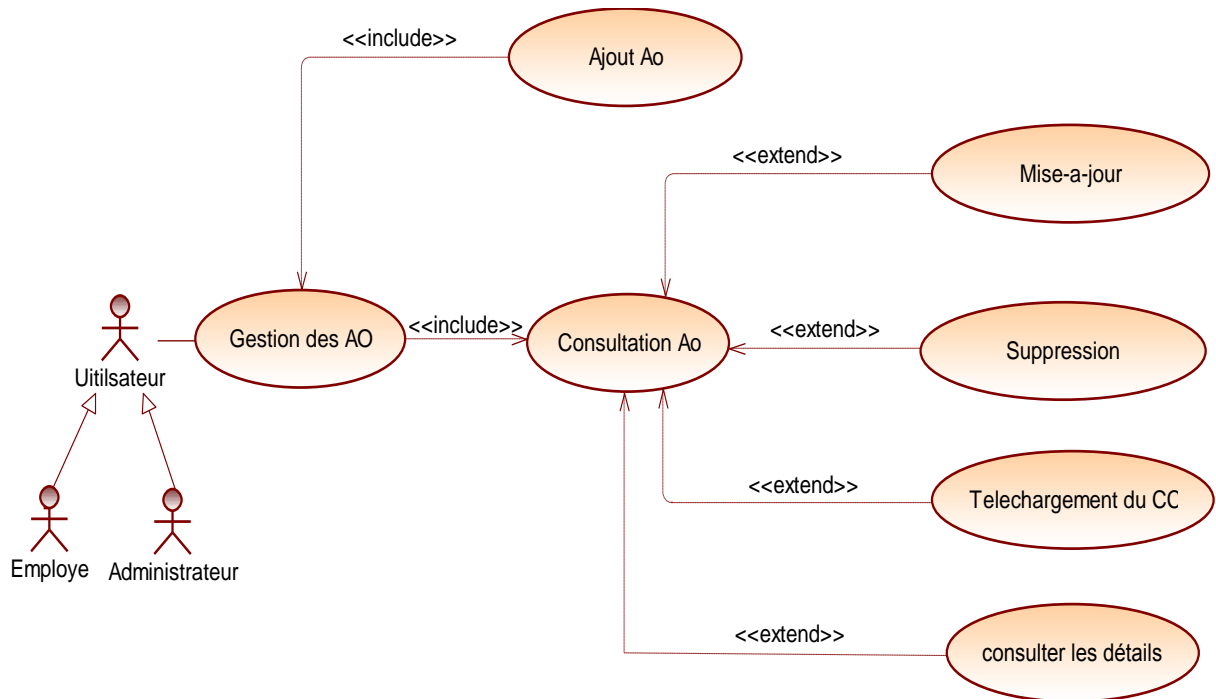 <<include>>
Ajout Ao
<<extend>>
Mise-a-jour
Gestion des AO
<<include>>
Consultation Ao
<<extend>>
Suppression
Uitilsateur
<<extend>>
Telechargement du CC
Employe
Administrateur
<<extend>>
consulter les détails